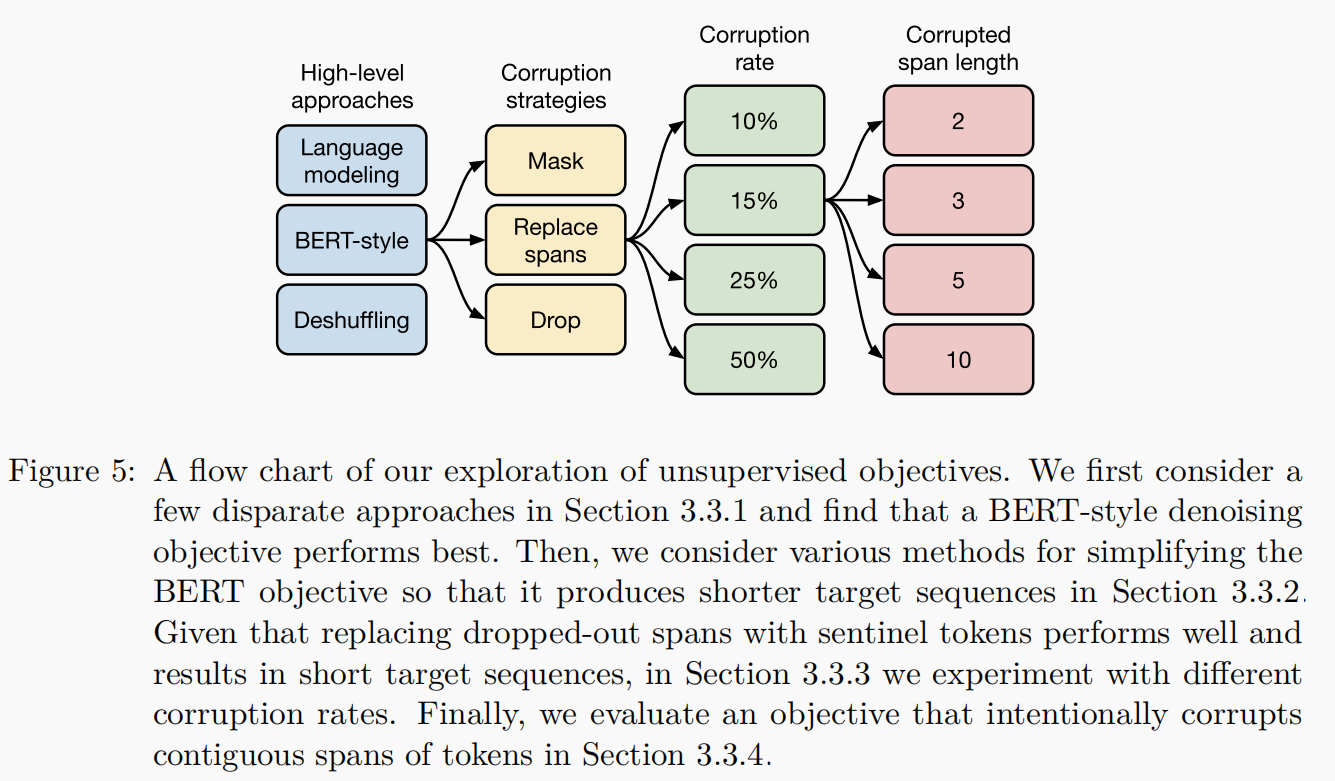 High-level
approaches
Language
modeling
BERT-style
Deshuffling
Corruption
strategies
Mask
Replace
spans
Drop
Corruption
rate
10%
15%
25%
50%
Corrupted
span length
2
3
5
10
Figure 5: A flow chart of our exploration of unsupervised objectives. We first consider a
few disparate approaches in Section 3.3.1 and find that a BERT-style denoising
objective performs best. Then, we consider various methods for simplifying the
BERT objective so that it produces shorter target sequences in Section 3.3.2.
Given that replacing dropped-out spans with sentinel tokens performs well and
results in short target sequences, in Section 3.3.3 we experiment with different
corruption rates. Finally, we evaluate an objective that intentionally corrupts
contiguous spans of tokens in Section 3.3.4.